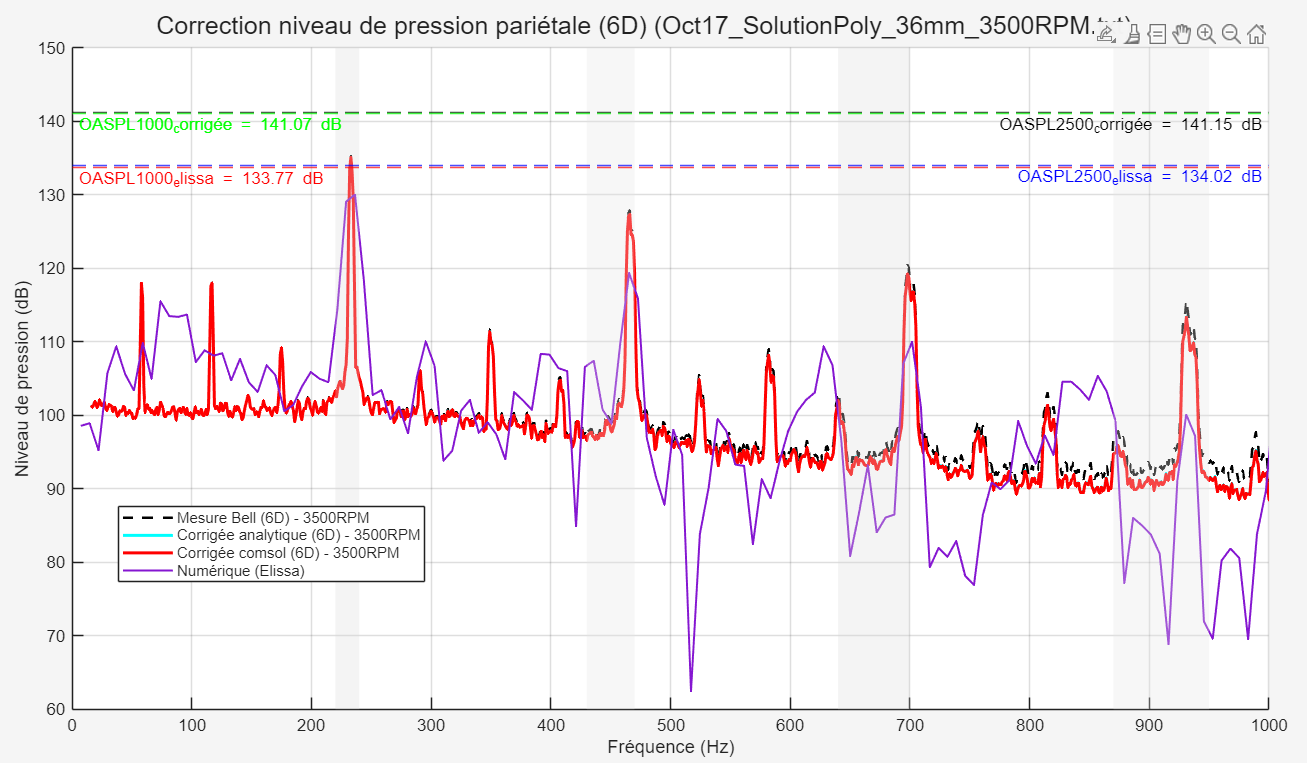 Correction niveau de pression pariétale (6D) (Oct17_SolutionPoly_36mm_3500RPM.txt)
150
140
130
120
110
100
90
80
70
60
Niveau de pression (dB)
OASPL1000corrigée = 141.07 dB
OASPL2500corrigée = 141.15 dB
OASPL1000elissa = 133.77 dB
OASPL2500elissa = 134.02 dB
Mesure Bell (6D) - 3500RPM
Corrigée analytique (6D) - 3500RPM
Corrigée comsol (6D) - 3500RPM
Numérique (Elissa)
0 100 200 300 400 500 600 700 800 900 1000
Fréquence (Hz)